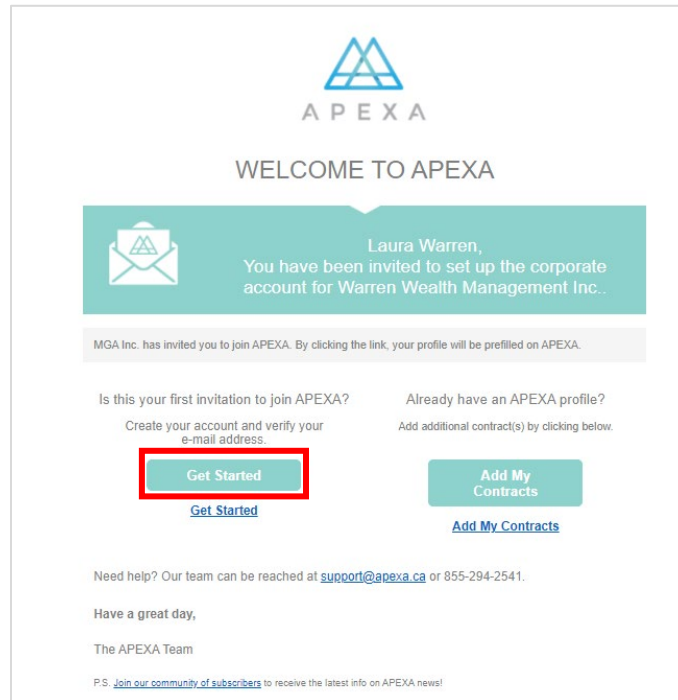 APEXA
WELCOME TO APEXA
Laura Warren,
You have been invited to set up the corporate
account for Warren Wealth Management Inc..
MGA Inc. has invited you to join APEXA. By clicking the link, your profile will be prefilled on APEXA.
Is this your first invitation to join APEXA?
Create your account and verify your
e-mail address.
Get Started
Get Started
Already have an APEXA profile?
Add additional contract(s) by clicking below.
Add My
Contracts
Add My Contracts
Need help? Our team can be reached at support@apexa.ca or 855-294-2541.
Have a great day,
The APEXA Team
P.S. Join our community of subscribers to receive the latest info on APEXA news!